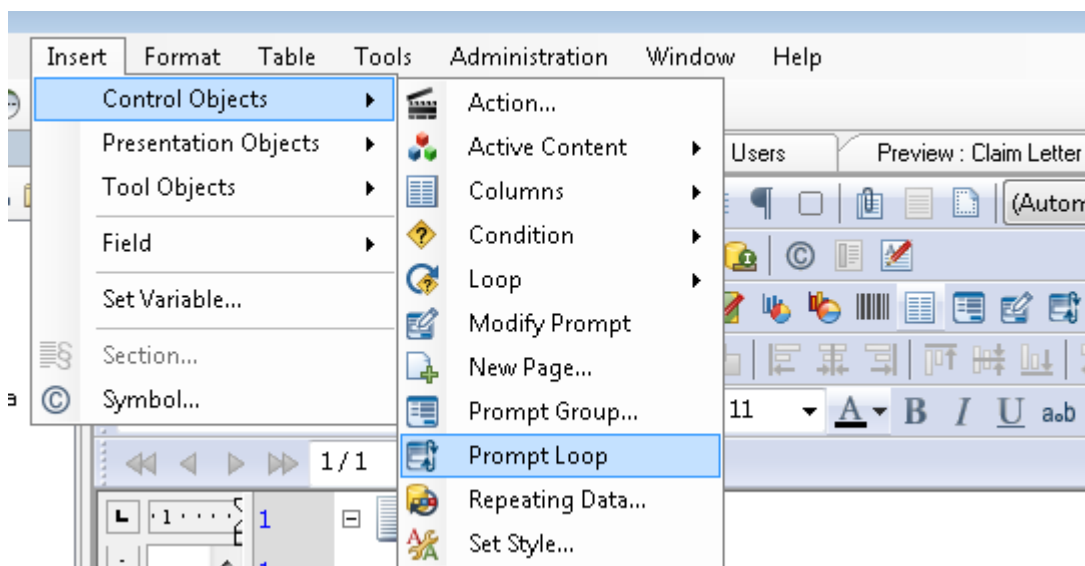 Insert Format Table Tools Administration Window Help
Control Objects
Presentation Objects
Tool Objects
Field
Set Variable...
Section...
Symbol...
Action...
Active Content
Columns
Condition
Loop
Modify Prompt
New Page...
Prompt Group...
Prompt Loop
Repeating Data...
Set Style...
Users Preview : Claim Letter
(Autom
11 A B I U aₒb
1/1
1
1